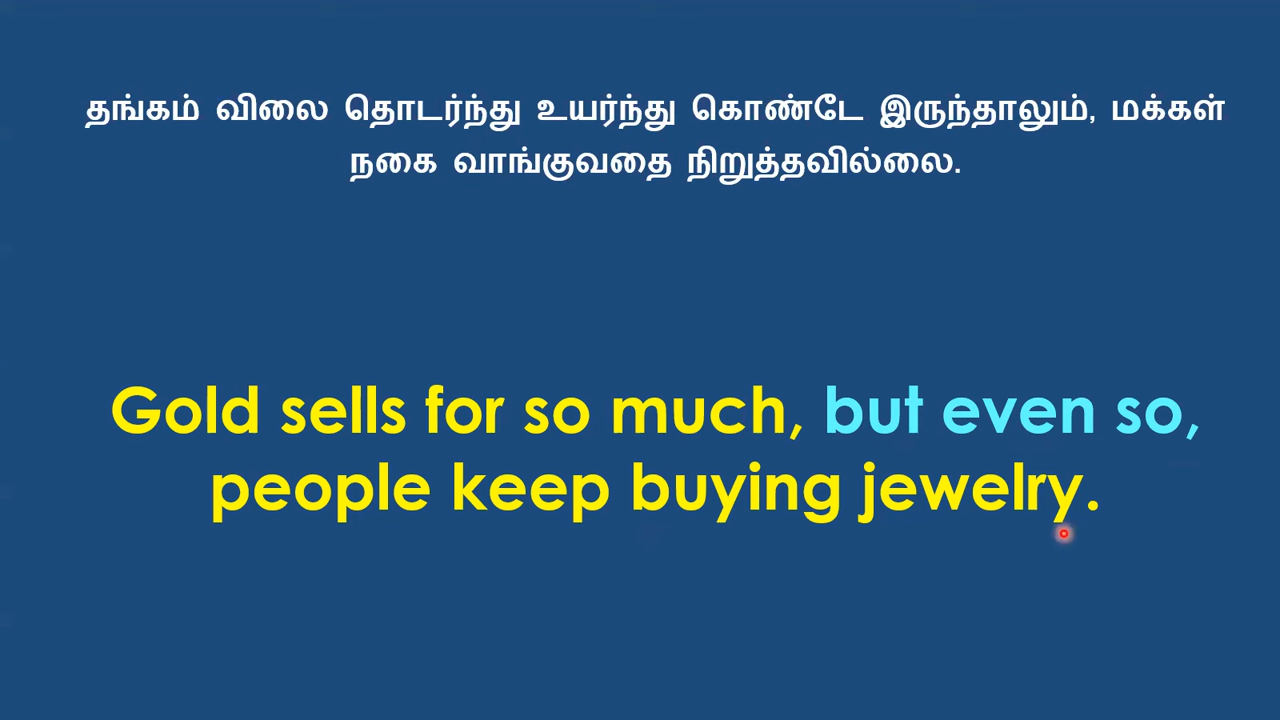 தங்கம் விலை தொடர்ந்து உயர்ந்து கொண்டே இருந்தாலும், மக்கள்
நகை வாங்குவதை நிறுத்தவில்லை.
Gold sells for so much, but even so,
people keep buying jewelry.